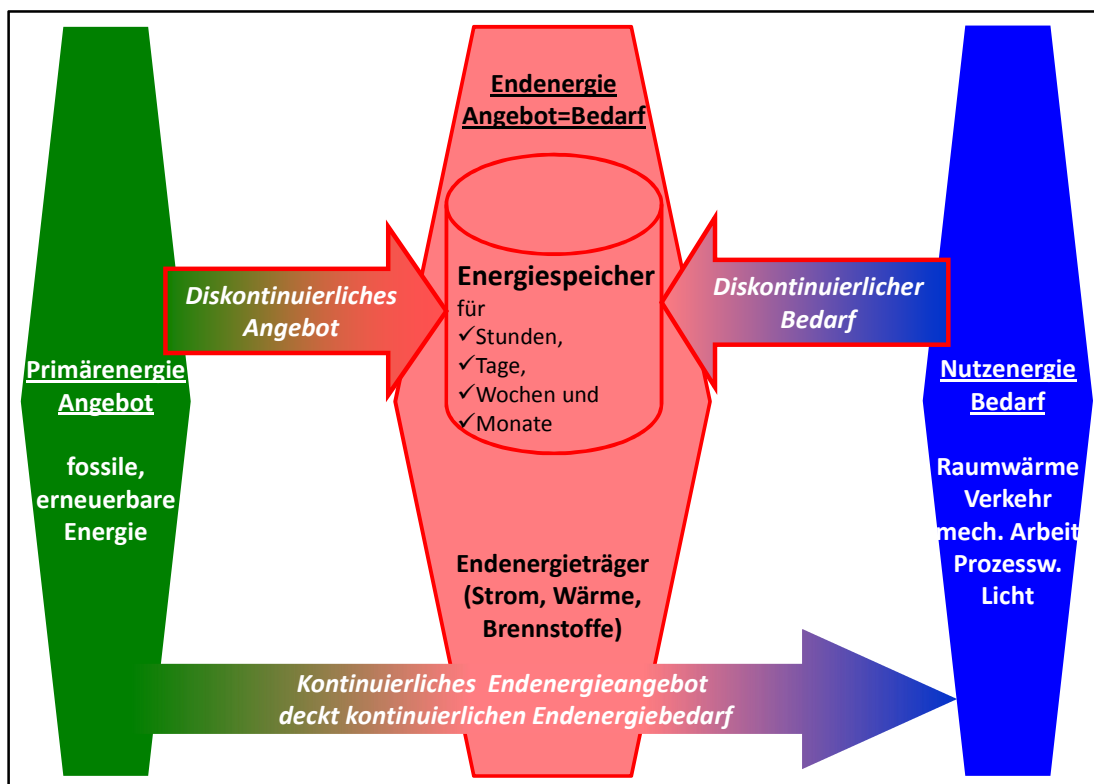 Endenergie
Angebot=Bedarf
Energiespeicher
für
✓Stunden,
✓Tage,
✓Wochen und
✓Monate
Diskontinuierliches
Angebot
Diskontinuierlicher
Bedarf
Primärenergie
Angebot
fossile,
erneuerbare
Energie
Nutzenergie
Bedarf
Raumwärme
Verkehr
mech. Arbeit
Prozessw.
Licht
Endenergieträger
(Strom, Wärme,
Brennstoffe)
Kontinuierliches Endenergieangebot
deckt kontinuierlichen Endenergiebedarf